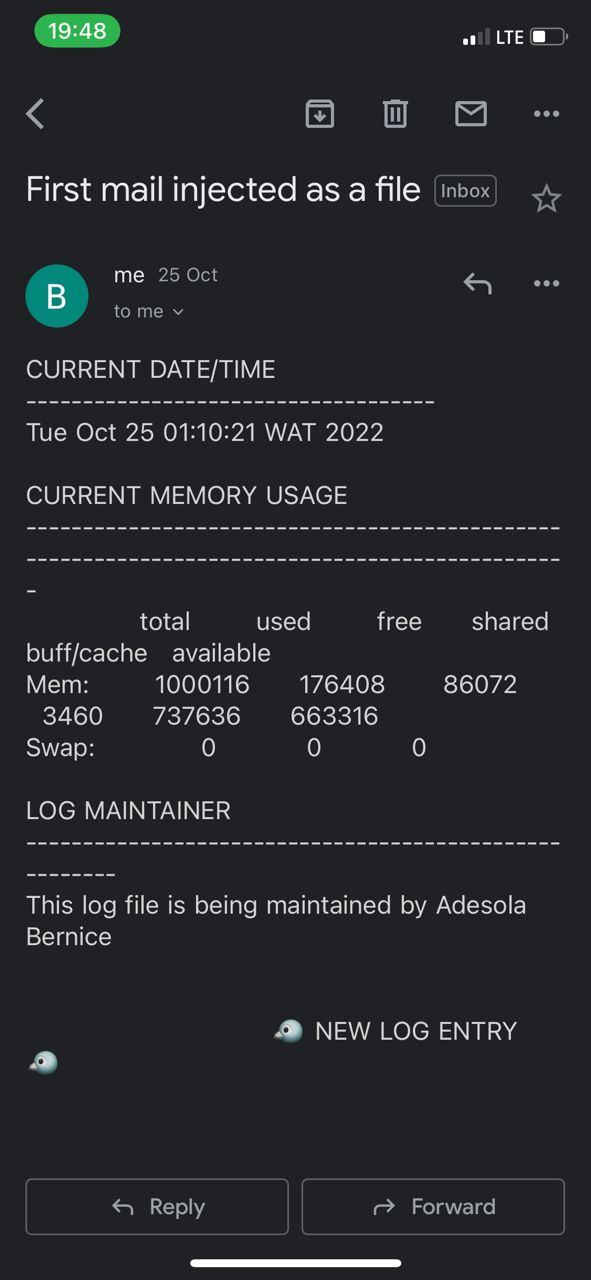 19:48 LTE
First mail injected as a file Inbox
B
me 25 Oct
to me
CURRENT DATE/TIME
------------------------------------
Tue Oct 25 01:10:21 WAT 2022
CURRENT MEMORY USAGE
-----------------------------------------------
-----------------------------------------------
-
total used free shared
buff/cache available
Mem: 1000116 176408 86072
3460 737636 663316
Swap: 0 0 0
LOG MAINTAINER
-----------------------------------------------
--------
This log file is being maintained by Adesola
Bernice
🐦 NEW LOG ENTRY
🐦
Reply Forward